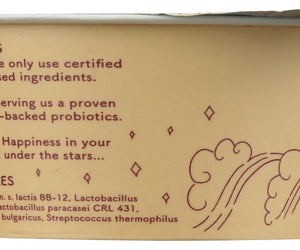 S
e only use certified
sed ingredients.
erving us a proven
-backed probiotics.
Happiness in your
under the stars...
ES
n. s. lactis BB-12, Lactobacillus
actobacillus paracasei CRL 431,
bulgaricus, Streptococcus thermophilus